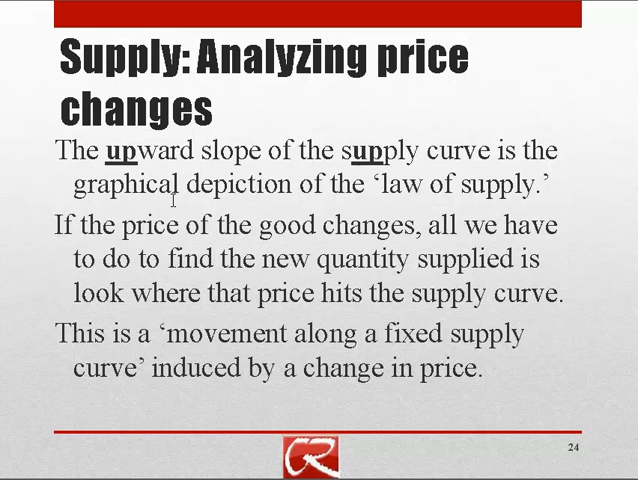 Supply: Analyzing price
changes
The upward slope of the supply curve is the
graphical depiction of the ‘law of supply.’
If the price of the good changes, all we have
to do to find the new quantity supplied is
look where that price hits the supply curve.
This is a ‘movement along a fixed supply
curve’ induced by a change in price.
24